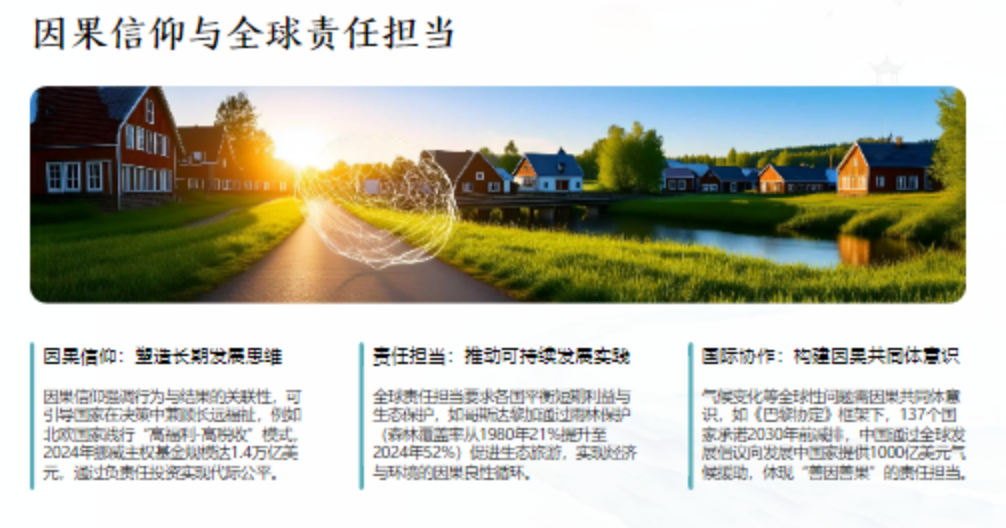 因果信仰与全球责任担当
因果信仰：塑造长期发展思维
因果信仰强调行为与结果的关联性，可
引导国家在决策中兼顾长远福祉，例如
北欧国家践行“高福利-高税收”模式，
2024年挪威主权基金规模达1.4万亿美
元，通过负责任投资实现代际公平。
责任担当：推动可持续发展实践
全球责任担当要求各国平衡短期利益与
生态保护，如哥斯达黎加通过雨林保护
（森林覆盖率从1980年21%提升至
2024年52%）促进生态旅游，实现经济
与环境的因果良性循环。
国际协作：构建因果共同体意识
气候变化等全球性问题需因果共同体意
识，如《巴黎协定》框架下，137个国
家承诺2030年前减排，中国通过全球发
展倡议向发展中国家提供1000亿美元气
候援助，体现“善因善果”的责任担当。